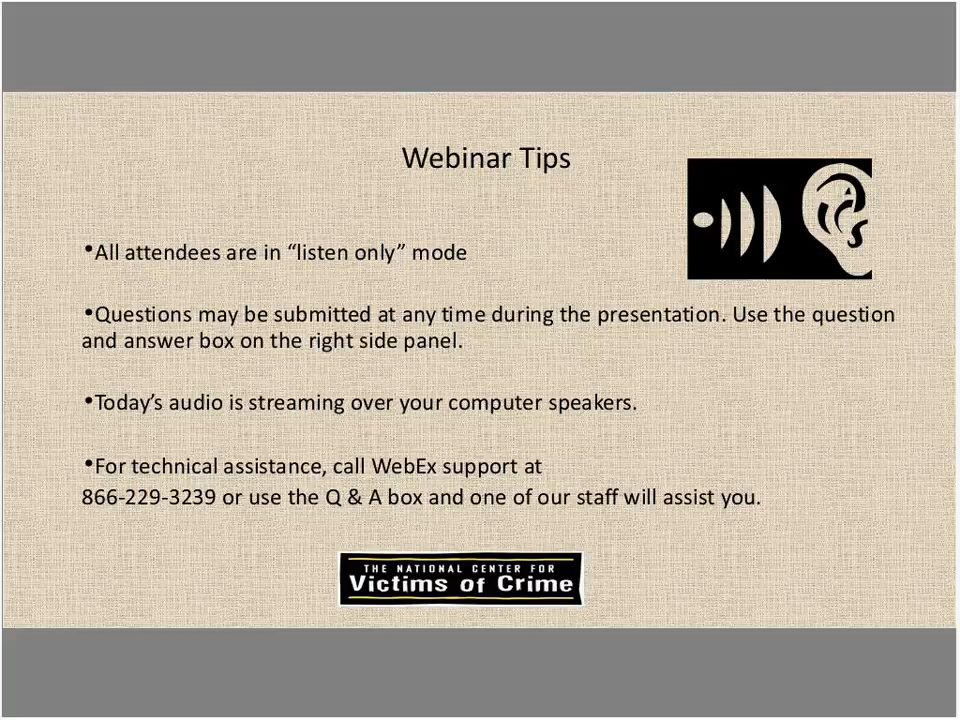 Webinar Tips
•All attendees are in “listen only” mode
•Questions may be submitted at any time during the presentation. Use the question
and answer box on the right side panel.
•Today’s audio is streaming over your computer speakers.
•For technical assistance, call WebEx support at
866-229-3239 or use the Q & A box and one of our staff will assist you.
THE NATIONAL CENTER FOR
Victims of Crime